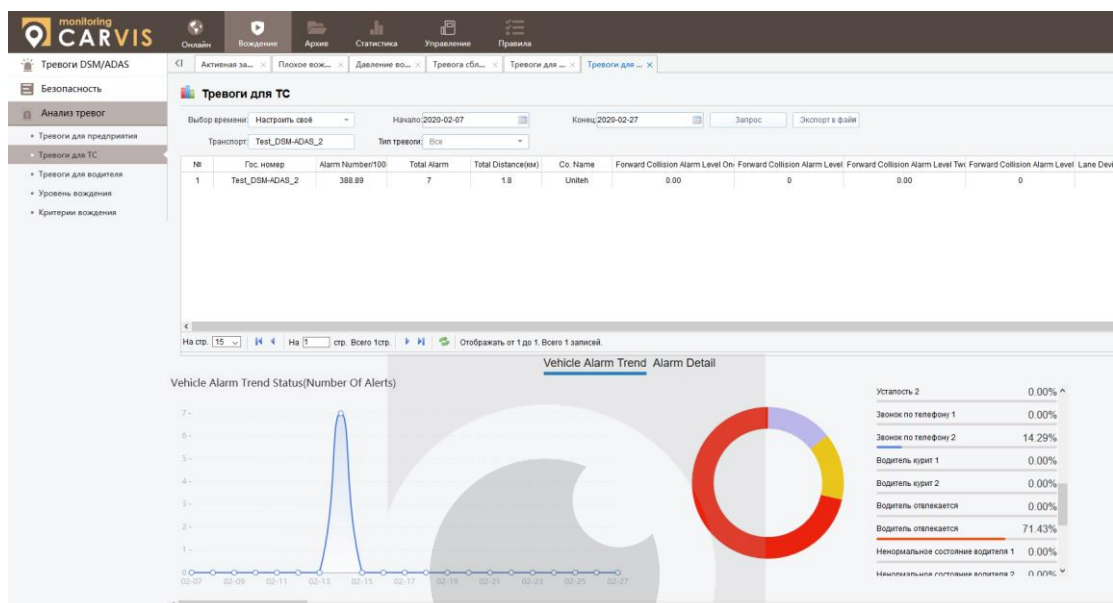 monitoring
CARVIS
Онлайн Вождение Архив Статистика Управление Правила
Тревоги DSM/ADAS
Активная за... × Плохое вож... × Давление во... × Тревога сбл... × Тревоги для ... × Тревоги для ... ×
Безопасность
Тревоги для ТС
Анализ тревог
Выбор времени: Настроить своё Начало: 2020-02-07 Конец: 2020-02-27 Запрос Экспорт в файл
Тревоги для предприятия
Транспорт: Test_DSM-ADAS_2 Тип тревоги: Все
Тревоги для ТС
№ Гос. номер Alarm Number/100 Total Alarm Total Distance(км) Co. Name Forward Collision Alarm Level On Forward Collision Alarm Level Forward Collision Alarm Level Tw Forward Collision Alarm Level Lane Devi
Тревоги для водителя
1 Test_DSM-ADAS_2 388.89 7 1.8 Uniteh 0.00 0 0.00 0
Уровень вождения
Критерии вождения
На стр. 15 На 1 стр. Всего 1стр. Отображать от 1 до 1. Всего 1 записей.
Vehicle Alarm Trend Alarm Detail
Vehicle Alarm Trend Status(Number Of Alerts)
7
6
5
4
3
2
1
0
02-07 02-09 02-11 02-13 02-15 02-17 02-19 02-21 02-23 02-25 02-27
Усталость 2 0.00%
Звонок по телефону 1 0.00%
Звонок по телефону 2 14.29%
Водитель курит 1 0.00%
Водитель курит 2 0.00%
Водитель отвлекается 0.00%
Водитель отвлекается 71.43%
Ненормальное состояние водителя 1 0.00%
Ненормальное состояние водителя 2 0.00%